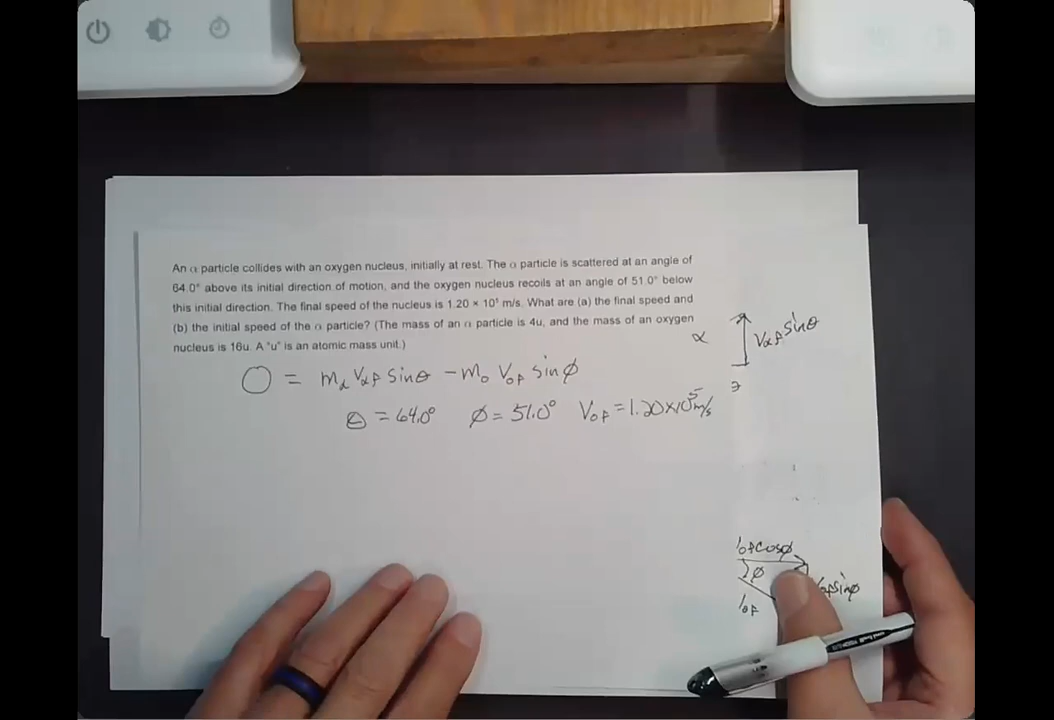 An α particle collides with an oxygen nucleus, initially at rest. The α particle is scattered at an angle of
64.0° above its initial direction of motion, and the oxygen nucleus recoils at an angle of 51.0° below
this initial direction. The final speed of the nucleus is 1.20 × 10⁵ m/s. What are (a) the final speed and
(b) the initial speed of the α particle? (The mass of an α particle is 4u, and the mass of an oxygen
nucleus is 16u. A "u" is an atomic mass unit.)
α
Vαf sinθ
O = mα Vαf sinθ - mo Vof sinϕ
θ = 64.0° ϕ = 51.0° Vof = 1.20×10⁵ m/s
ofcosϕ
ϕ
ofsinϕ
of